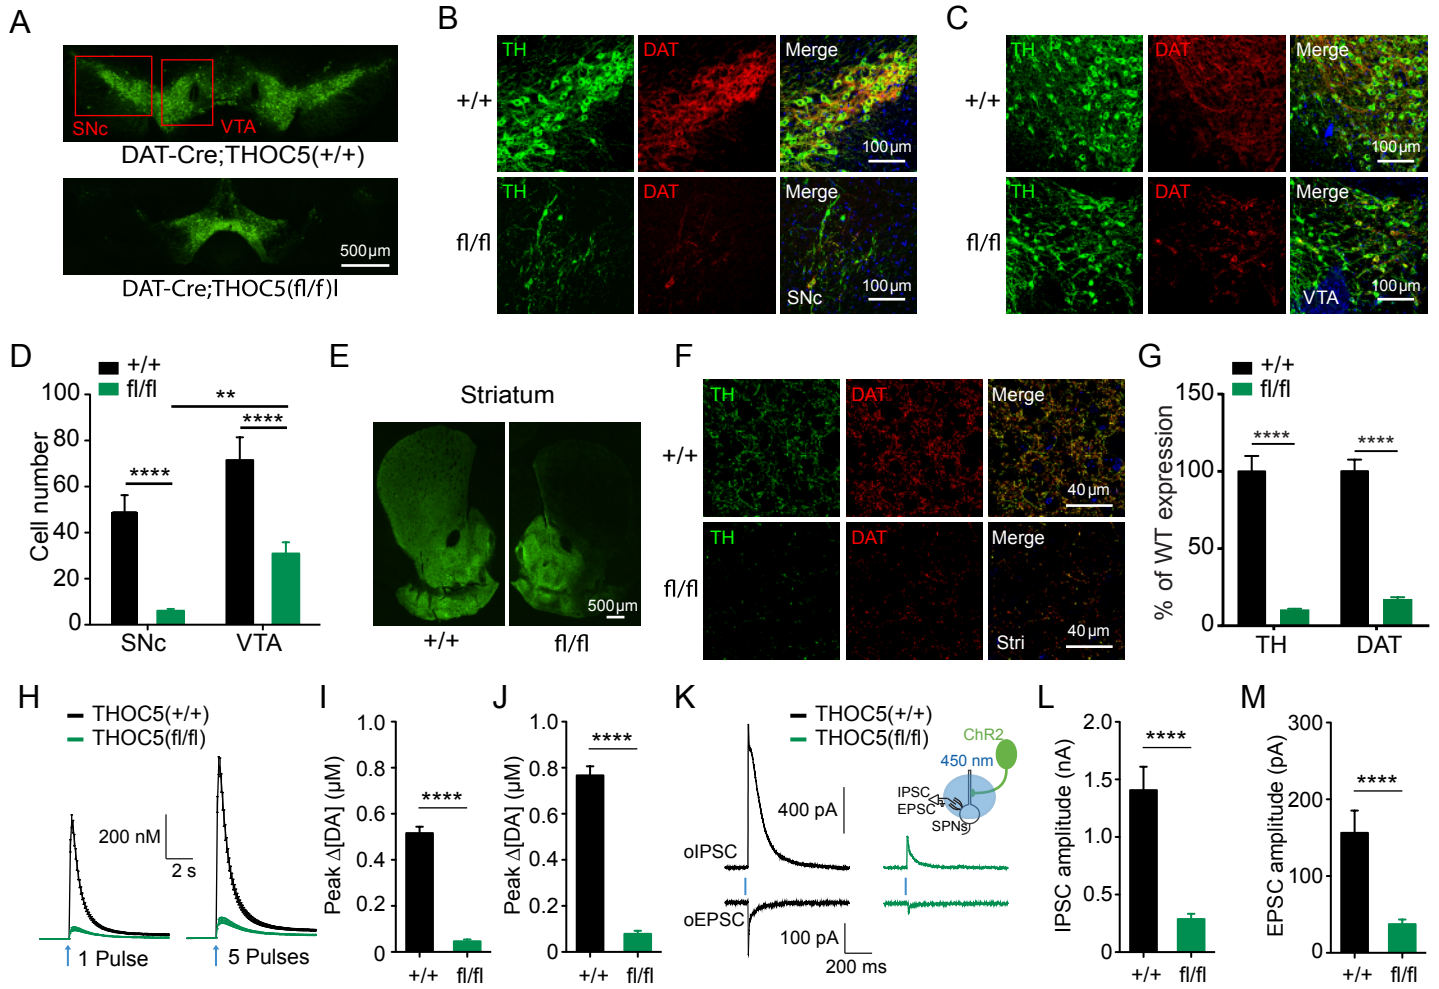 A
SNc
VTA
DAT-Cre;THOC5(+/+)
500µm
DAT-Cre;THOC5(fl/f)l
B
TH
DAT
Merge
+/+
100µm
TH
DAT
Merge
fl/fl
SNc
100µm
C
TH
DAT
Merge
+/+
100µm
TH
DAT
Merge
fl/fl
VTA
100µm
D
+/+
fl/fl
Cell number
100
80
60
40
20
0
****
**
****
SNc
VTA
E
Striatum
500µm
+/+
fl/fl
F
TH
DAT
Merge
+/+
40µm
TH
DAT
Merge
fl/fl
Stri
40µm
G
+/+
fl/fl
% of WT expression
150
100
50
0
****
****
TH
DAT
H
THOC5(+/+)
THOC5(fl/fl)
200 nM
2 s
1 Pulse
5 Pulses
I
Peak Δ[DA] (µM)
1.0
0.8
0.6
0.4
0.2
0
****
+/+
fl/fl
J
Peak Δ[DA] (µM)
1.0
0.8
0.6
0.4
0.2
0
****
+/+
fl/fl
K
THOC5(+/+)
THOC5(fl/fl)
ChR2
450 nm
IPSC
EPSC
SPNs
400 pA
oIPSC
oEPSC
100 pA
200 ms
L
IPSC amplitude (nA)
2.0
1.5
1.0
0.5
0
****
+/+
fl/fl
M
EPSC amplitude (pA)
300
200
100
0
****
+/+
fl/fl